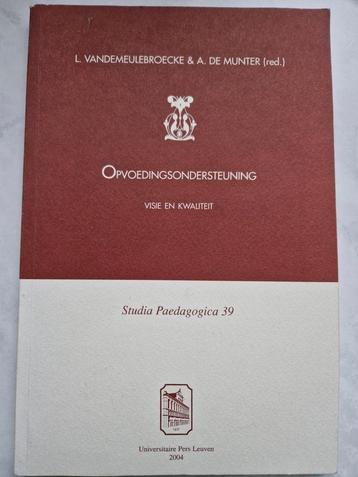 L. VANDEMEULEBROECKE & A. DE MUNTER (red.)
OPVOEDINGSONDERSTEUNING
VISIE EN KWALITEIT
Studia Paedagogica 39
Universitaire Pers Leuven
2004